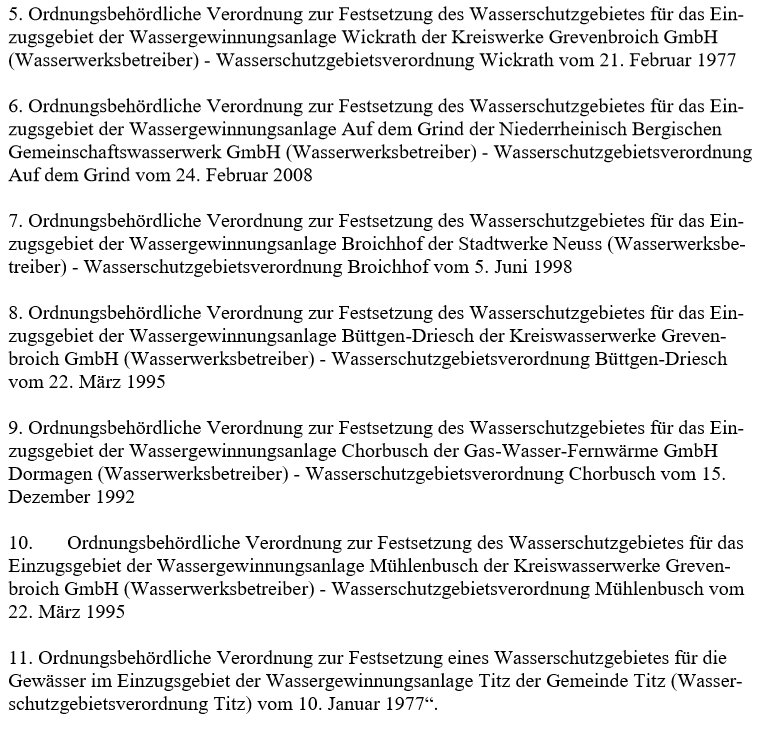 5. Ordnungsbehördliche Verordnung zur Festsetzung des Wasserschutzgebietes für das Ein-
zugsgebiet der Wassergewinnungsanlage Wickrath der Kreiswerke Grevenbroich GmbH
(Wasserwerksbetreiber) - Wasserschutzgebietsverordnung Wickrath vom 21. Februar 1977
6. Ordnungsbehördliche Verordnung zur Festsetzung des Wasserschutzgebietes für das Ein-
zugsgebiet der Wassergewinnungsanlage Auf dem Grind der Niederrheinisch Bergischen
Gemeinschaftswasserwerk GmbH (Wasserwerksbetreiber) - Wasserschutzgebietsverordnung
Auf dem Grind vom 24. Februar 2008
7. Ordnungsbehördliche Verordnung zur Festsetzung des Wasserschutzgebietes für das Ein-
zugsgebiet der Wassergewinnungsanlage Broichhof der Stadtwerke Neuss (Wasserwerksbe-
treiber) - Wasserschutzgebietsverordnung Broichhof vom 5. Juni 1998
8. Ordnungsbehördliche Verordnung zur Festsetzung des Wasserschutzgebietes für das Ein-
zugsgebiet der Wassergewinnungsanlage Büttgen-Driesch der Kreiswasserwerke Greven-
broich GmbH (Wasserwerksbetreiber) - Wasserschutzgebietsverordnung Büttgen-Driesch
vom 22. März 1995
9. Ordnungsbehördliche Verordnung zur Festsetzung des Wasserschutzgebietes für das Ein-
zugsgebiet der Wassergewinnungsanlage Chorbusch der Gas-Wasser-Fernwärme GmbH
Dormagen (Wasserwerksbetreiber) - Wasserschutzgebietsverordnung Chorbusch vom 15.
Dezember 1992
10. Ordnungsbehördliche Verordnung zur Festsetzung des Wasserschutzgebietes für das
Einzugsgebiet der Wassergewinnungsanlage Mühlenbusch der Kreiswasserwerke Greven-
broich GmbH (Wasserwerksbetreiber) - Wasserschutzgebietsverordnung Mühlenbusch vom
22. März 1995
11. Ordnungsbehördliche Verordnung zur Festsetzung eines Wasserschutzgebietes für die
Gewässer im Einzugsgebiet der Wassergewinnungsanlage Titz der Gemeinde Titz (Wasser-
schutzgebietsverordnung Titz) vom 10. Januar 1977“.